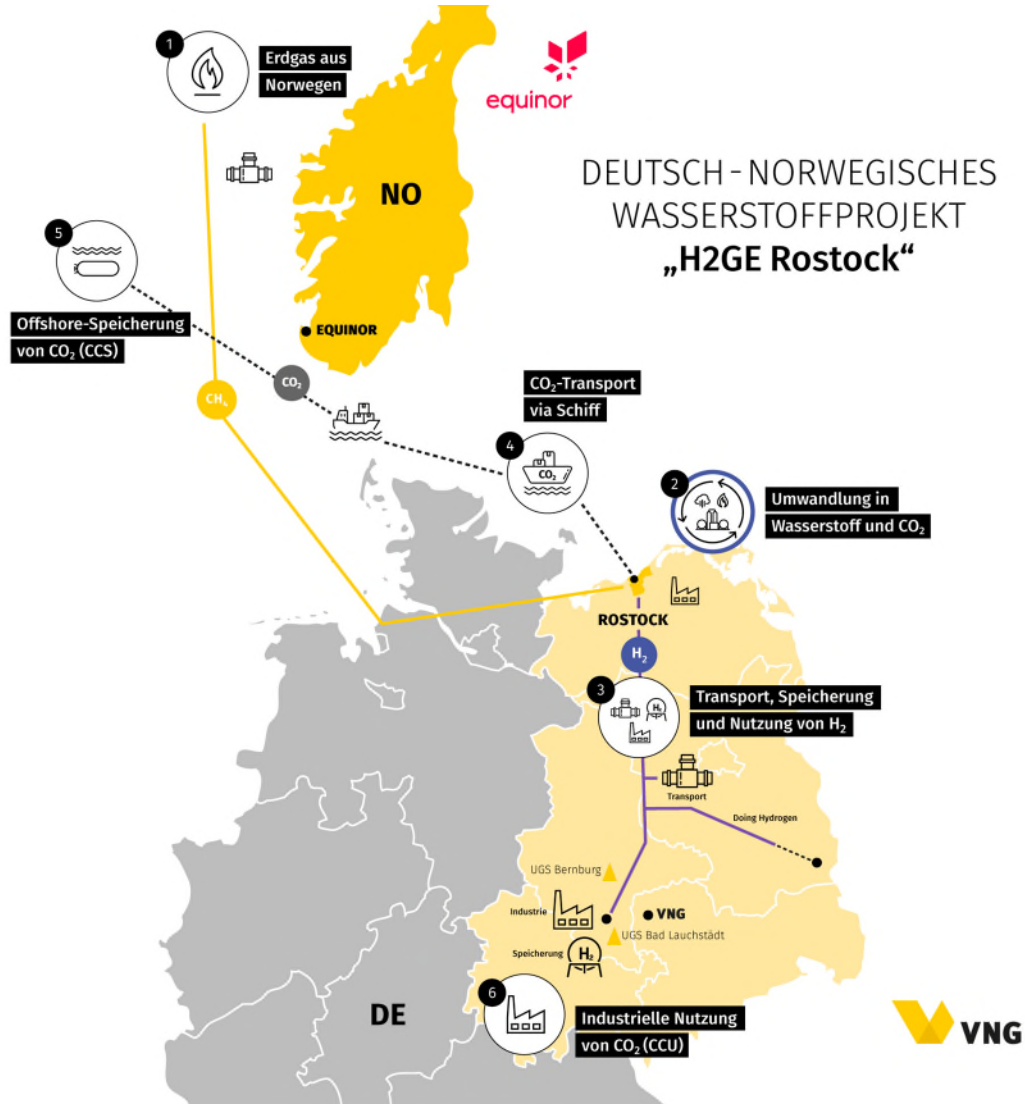 1
Erdgas aus
Norwegen
equinor
DEUTSCH-NORWEGISCHES
WASSERSTOFFPROJEKT
„H2GE Rostock“
NO
5
Offshore-Speicherung
von CO₂ (CCS)
EQUINOR
CO₂
CH₄
CO₂-Transport
via Schiff
4
CO₂
2
Umwandlung in
Wasserstoff und CO₂
ROSTOCK
H₂
3
H₂
Transport, Speicherung
und Nutzung von H₂
Transport
Doing Hydrogen
UGS Bernburg
Industrie
VNG
UGS Bad Lauchstädt
Speicherung
H₂
6
Industrielle Nutzung
von CO₂ (CCU)
DE
VNG